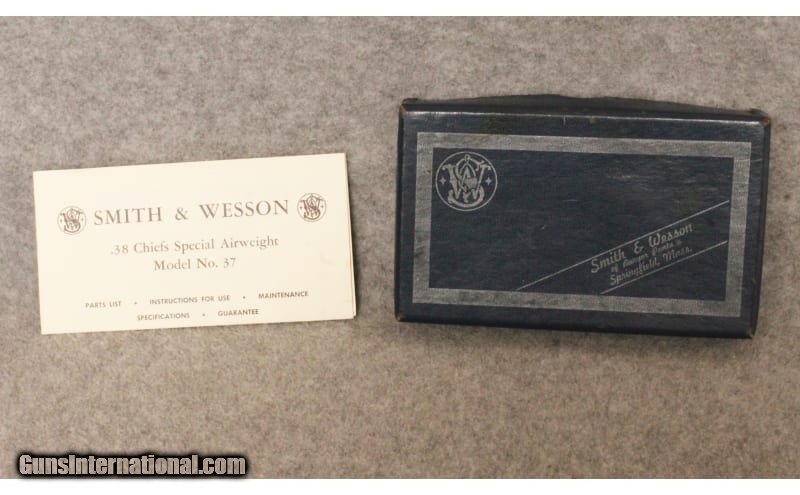 SMITH & WESSON
.38 Chiefs Special Airweight
Model No. 37
PARTS LIST • INSTRUCTIONS FOR USE • MAINTENANCE
SPECIFICATIONS • GUARANTEE
Smith & Wesson
Springfield, Mass.
GunsInternational.com